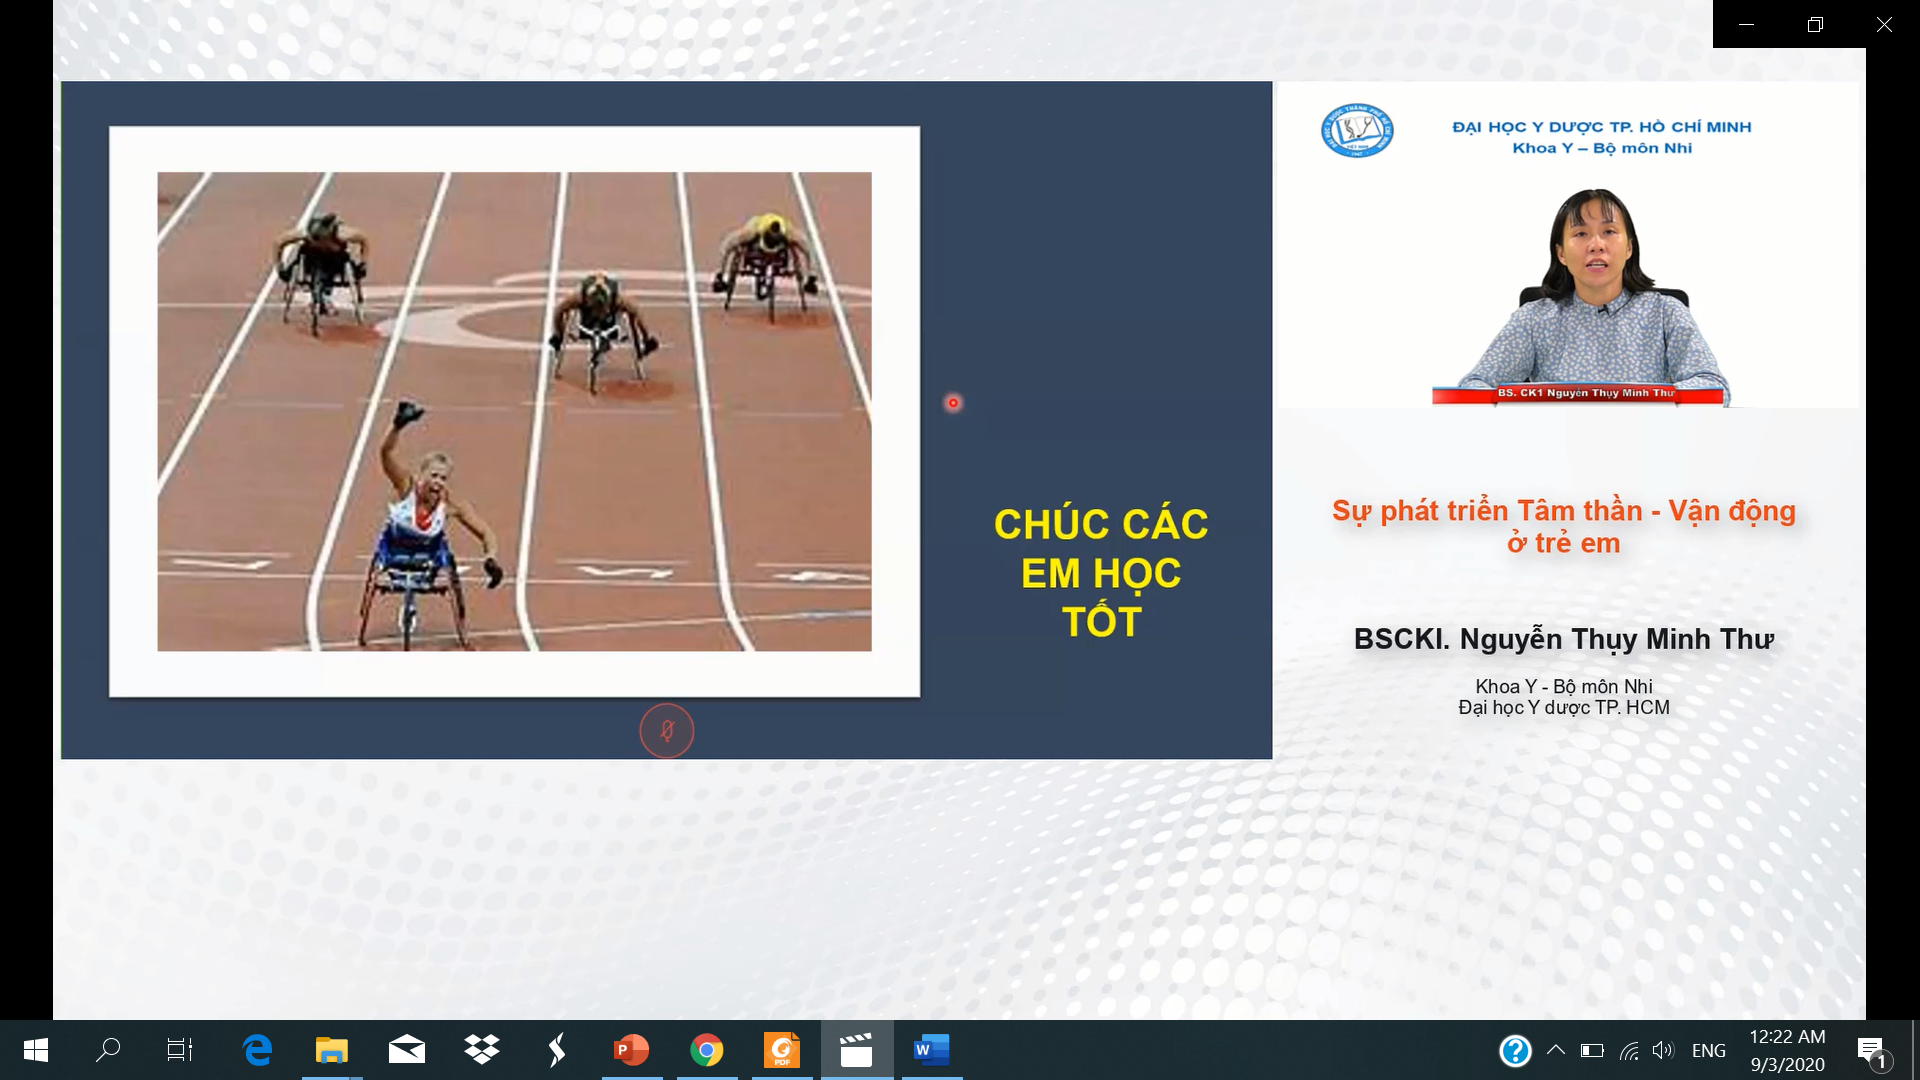 CHÚC CÁC
EM HỌC
TỐT
ĐẠI HỌC Y DƯỢC TP. HỒ CHÍ MINH
Khoa Y – Bộ môn Nhi
BS. CK1 Nguyễn Thụy Minh Thư
Sự phát triển Tâm thần - Vận động
ở trẻ em
BSCKI. Nguyễn Thụy Minh Thư
Khoa Y - Bộ môn Nhi
Đại học Y dược TP. HCM
ENG
12:22 AM
9/3/2020
1